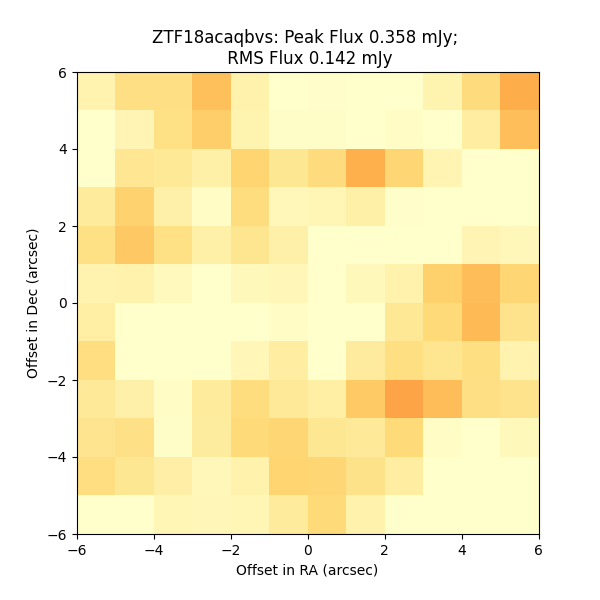 ZTF18acaqbvs: Peak Flux 0.358 mJy;
RMS Flux 0.142 mJy
6
4
2
0
−2
−4
−6
Offset in Dec (arcsec)
−6 −4 −2 0 2 4 6
Offset in RA (arcsec)